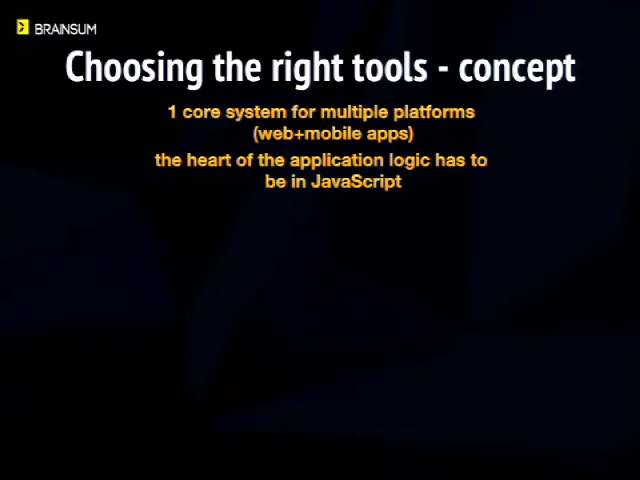 BRAINSUM
Choosing the right tools - concept
1 core system for multiple platforms
(web+mobile apps)
the heart of the application logic has to
be in JavaScript